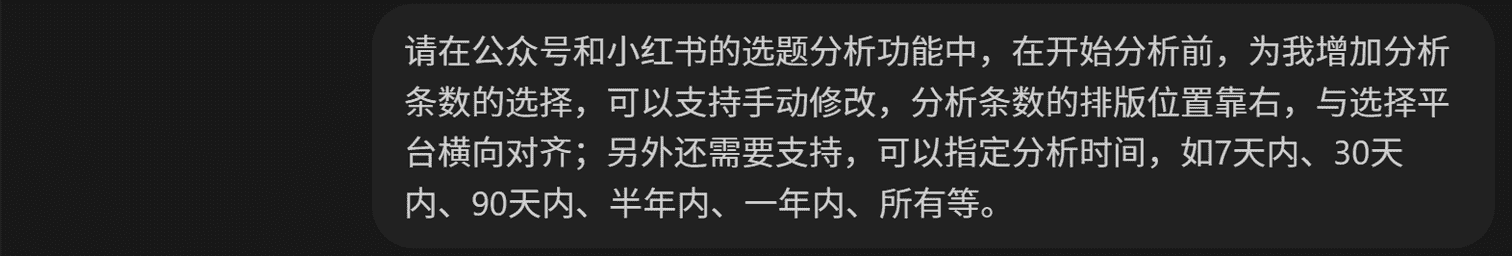 请在公众号和小红书的选题分析功能中，在开始分析前，为我增加分析
条数的选择，可以支持手动修改，分析条数的排版位置靠右，与选择平
台横向对齐；另外还需要支持，可以指定分析时间，如7天内、30天
内、90天内、半年内、一年内、所有等。